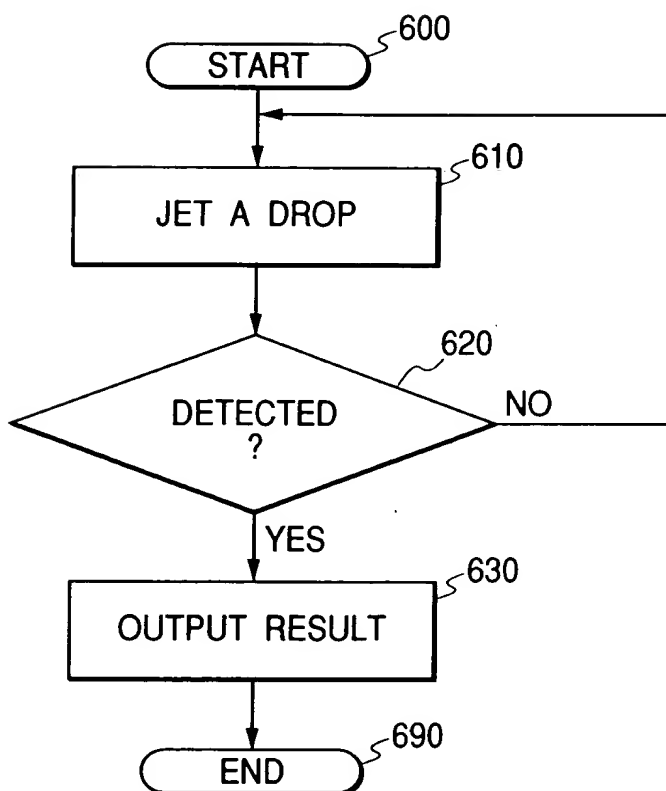 600
START
610
JET A DROP
620
DETECTED
?
NO
YES
630
OUTPUT RESULT
690
END